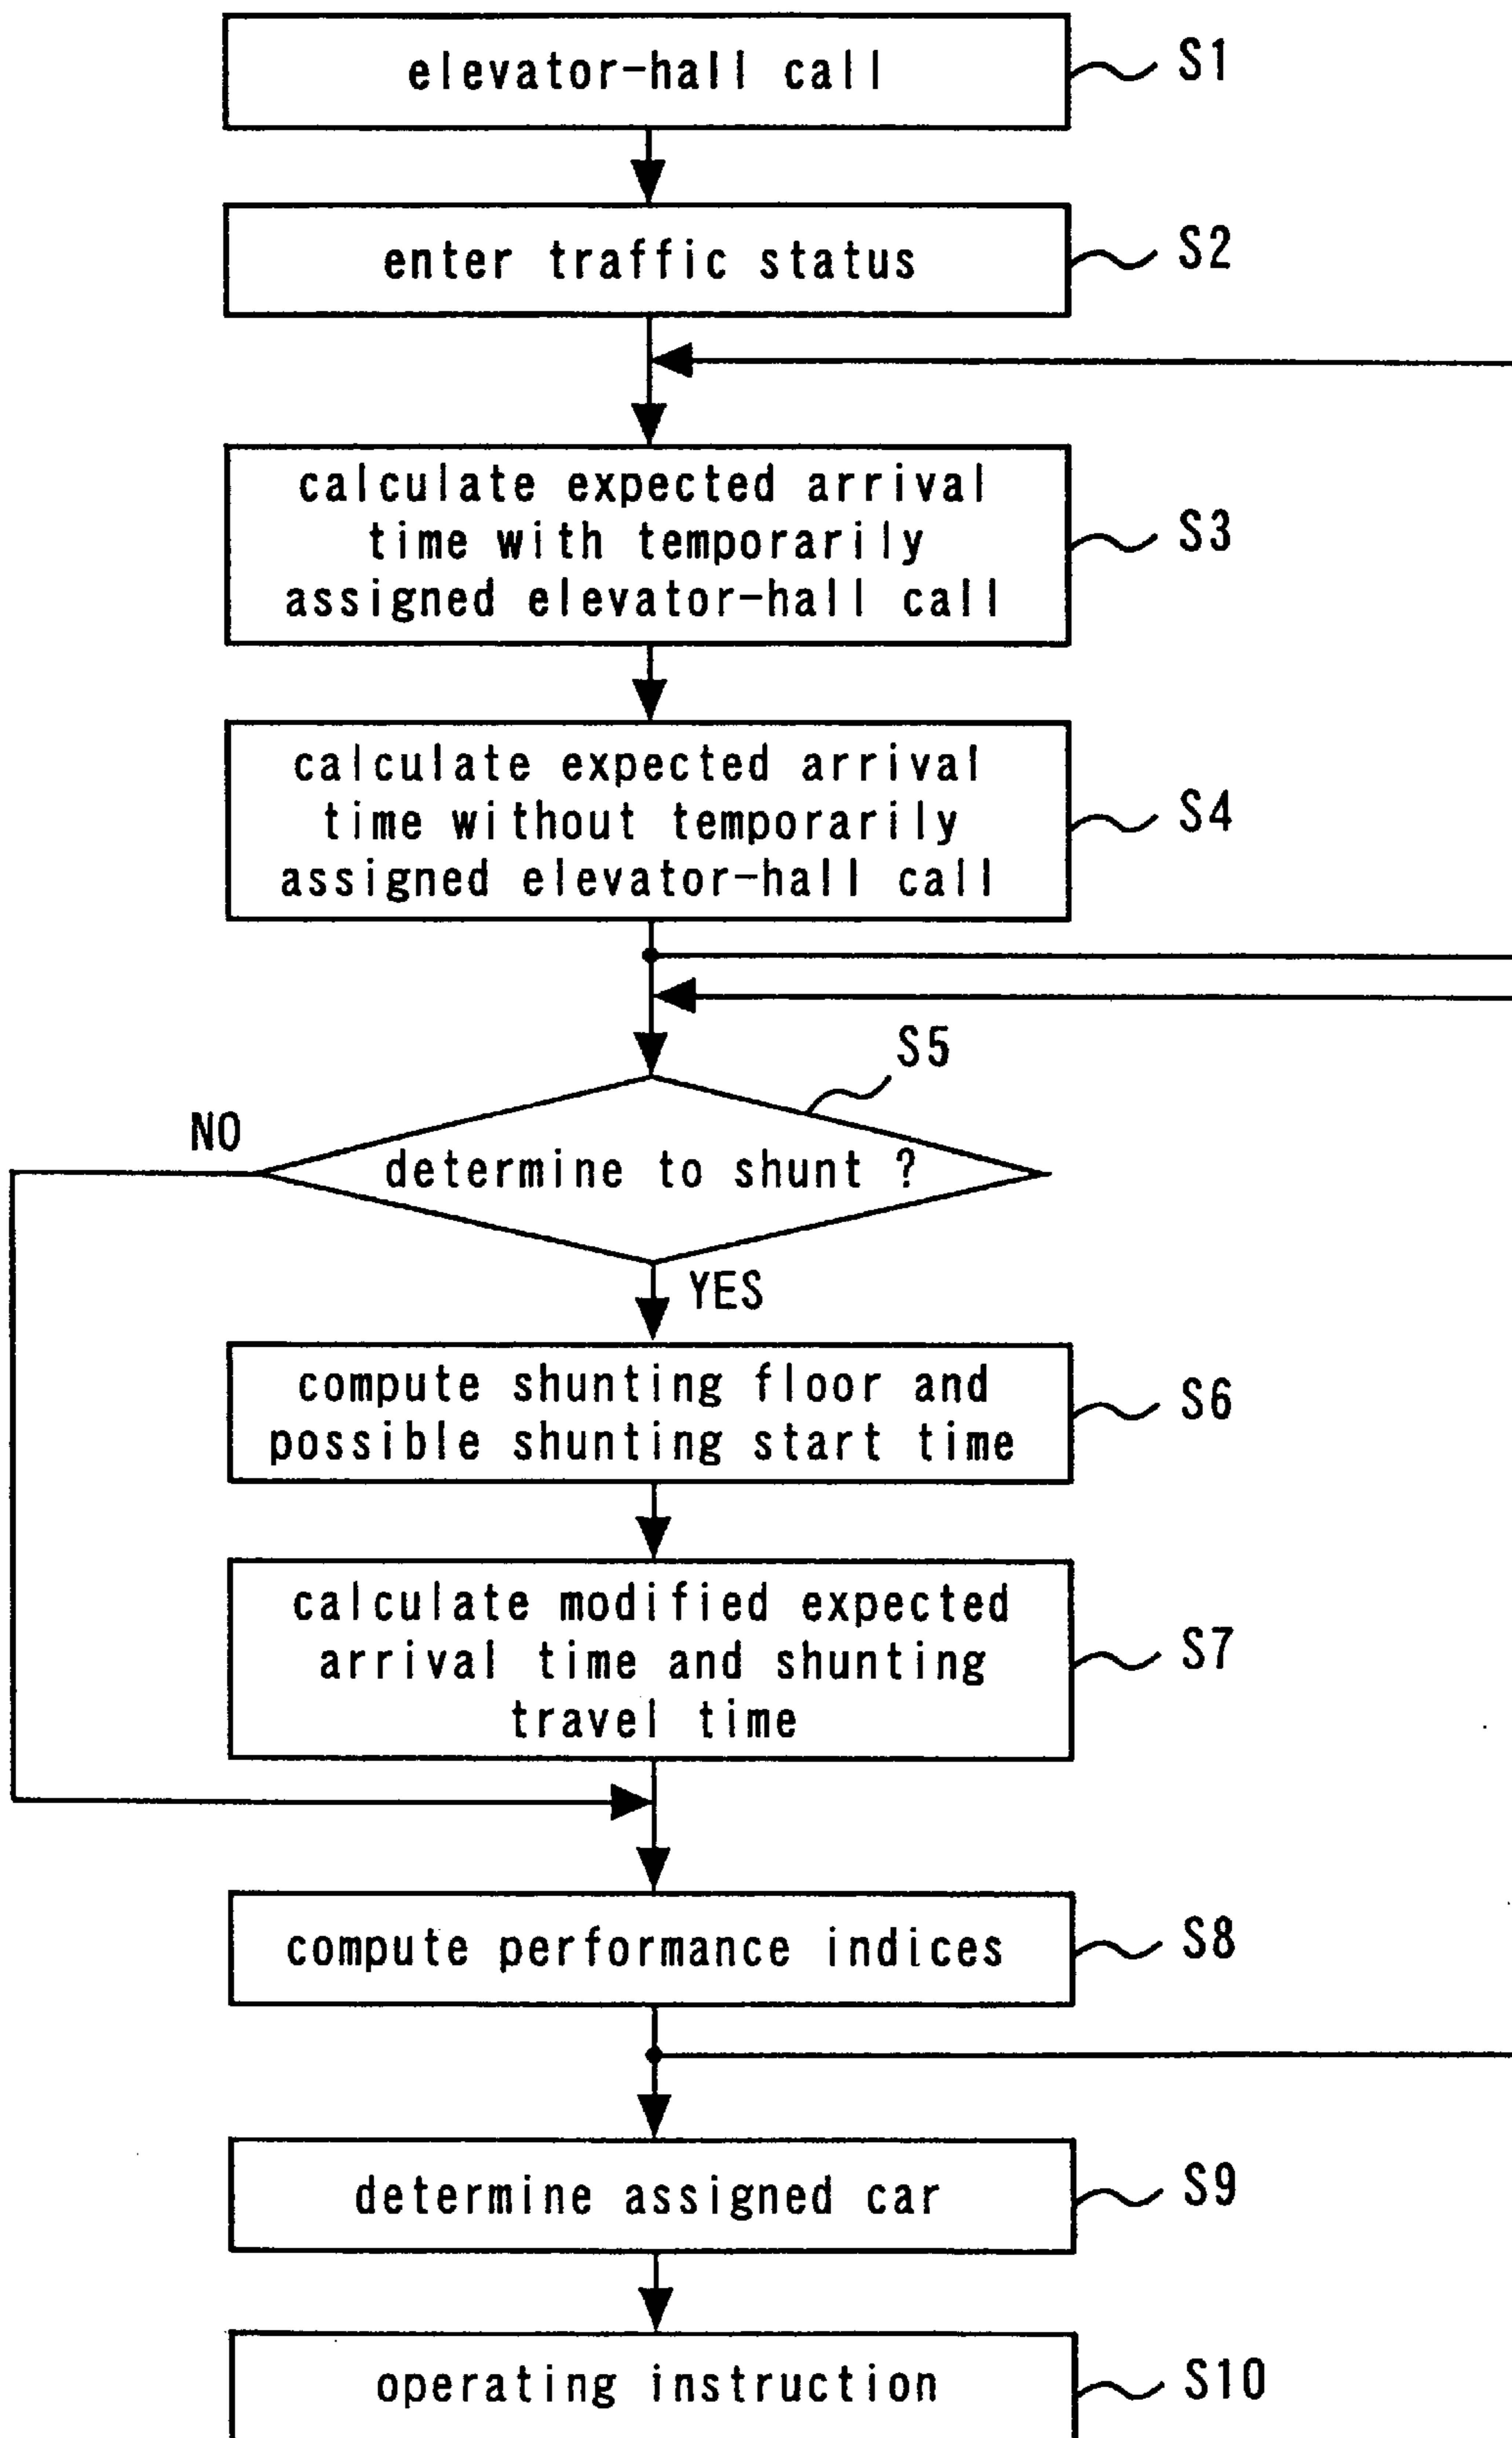 elevator-hall call
S1
enter traffic status
S2
calculate expected arrival
time with temporarily
assigned elevator-hall call
S3
calculate expected arrival
time without temporarily
assigned elevator-hall call
S4
S5
NO
determine to shunt ?
YES
compute shunting floor and
possible shunting start time
S6
calculate modified expected
arrival time and shunting
travel time
S7
compute performance indices
S8
determine assigned car
S9
operating instruction
S10